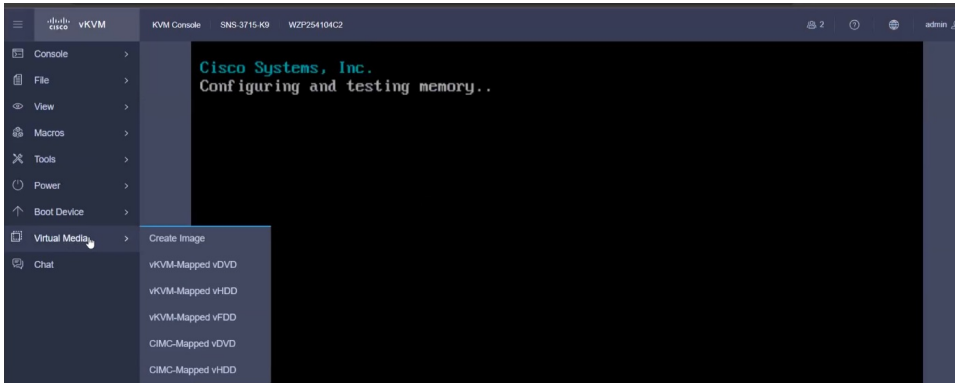 cisco vKVM
KVM Console SNS-3715-K9 WZP254104C2
2 ? admin
Console
File
View
Macros
Tools
Power
Boot Device
Virtual Media
Chat
Create Image
vKVM-Mapped vDVD
vKVM-Mapped vHDD
vKVM-Mapped vFDD
CIMC-Mapped vDVD
CIMC-Mapped vHDD
Cisco Systems, Inc.
Configuring and testing memory..